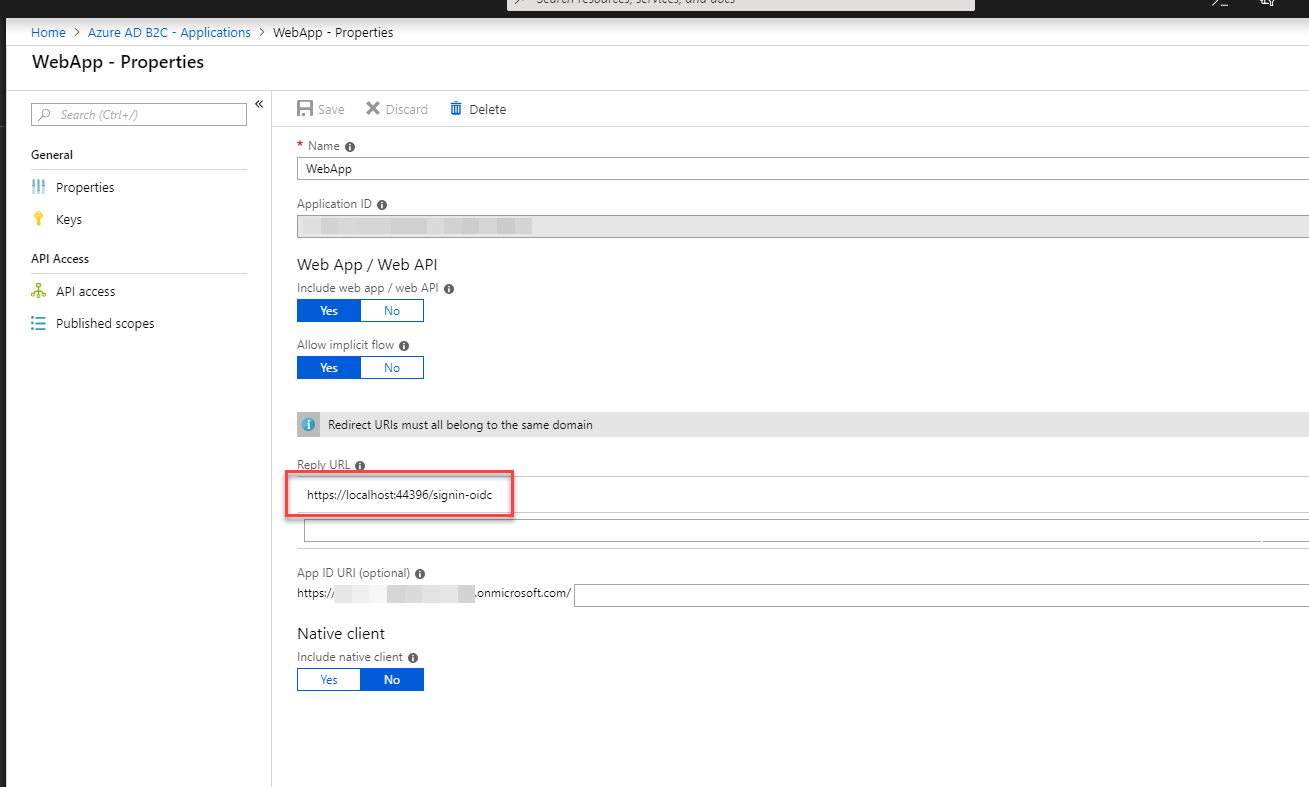 Search resources, services, and docs
Home > Azure AD B2C - Applications > WebApp - Properties
WebApp - Properties
Search (Ctrl+/)
«
General
Properties
Keys
API Access
API access
Published scopes
Save Discard Delete
* Name
WebApp
Application ID
Web App / Web API
Include web app / web API
Yes No
Allow implicit flow
Yes No
Redirect URIs must all belong to the same domain
Reply URL
https://localhost:44396/signin-oidc
App ID URI (optional)
https:// .onmicrosoft.com/
Native client
Include native client
Yes No